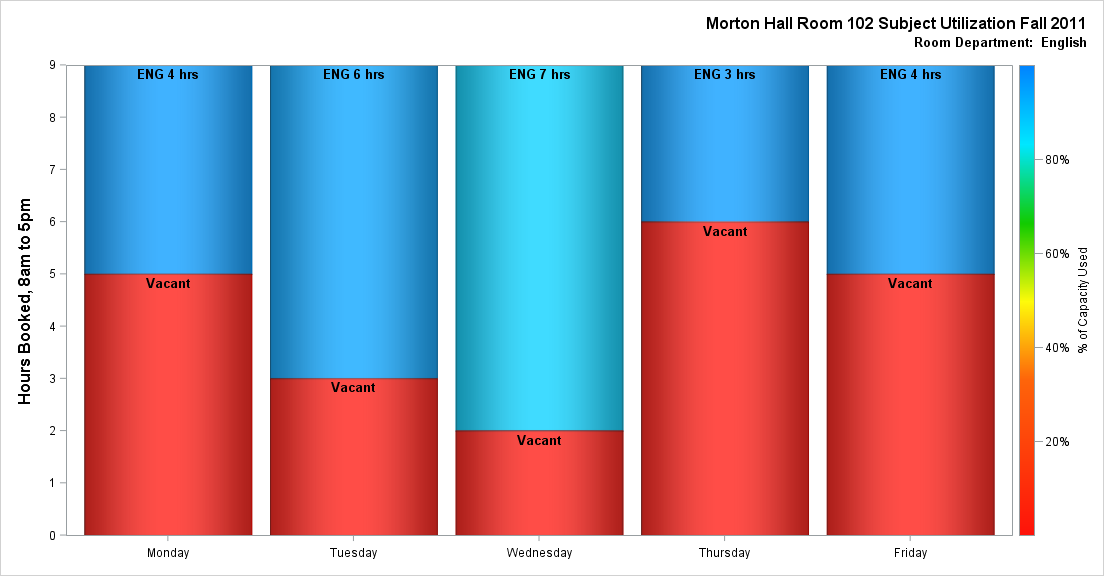 Morton Hall Room 102 Subject Utilization Fall 2011
Room Department: English
Hours Booked, 8am to 5pm
9
8
7
6
5
4
3
2
1
0
ENG 4 hrs
ENG 6 hrs
ENG 7 hrs
ENG 3 hrs
ENG 4 hrs
Vacant
Vacant
Vacant
Vacant
Vacant
Monday
Tuesday
Wednesday
Thursday
Friday
80%
60%
40%
20%
% of Capacity Used